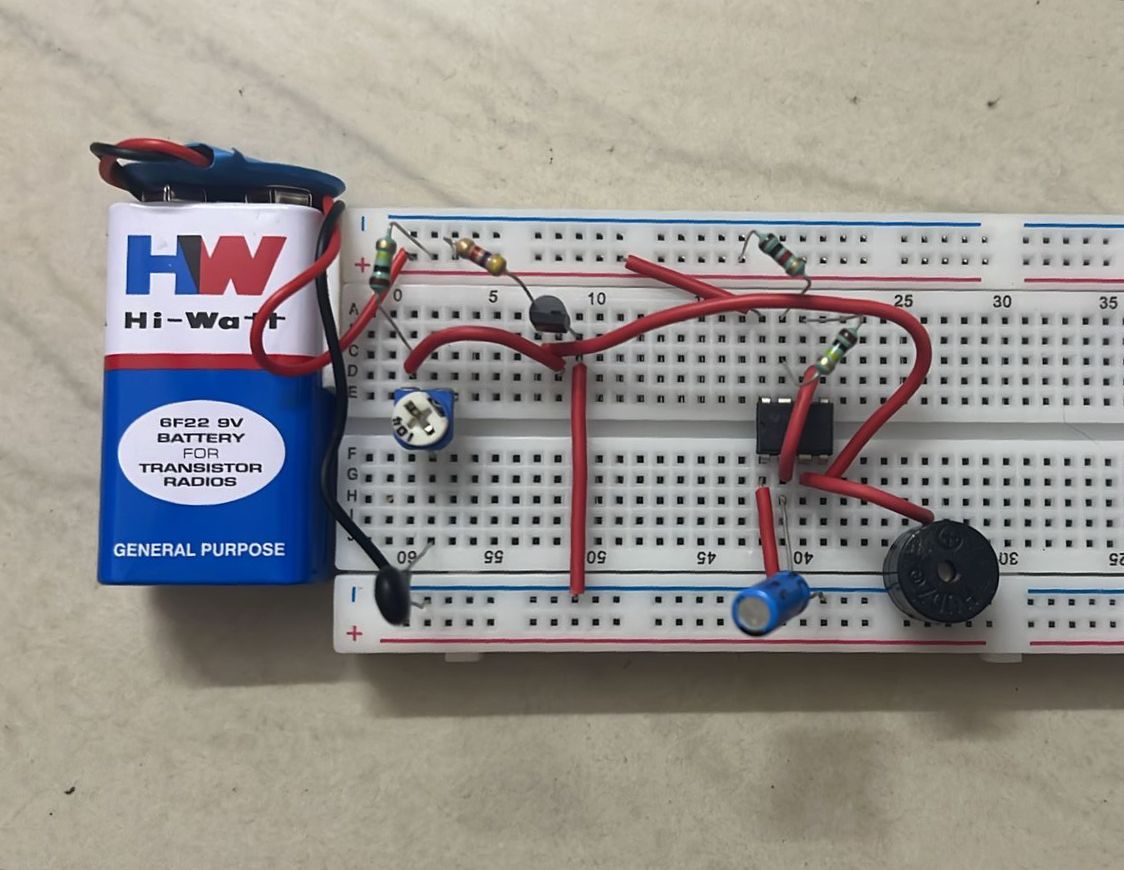 HW
Hi-Watt
6F22 9V
BATTERY
FOR
TRANSISTOR
RADIOS
GENERAL PURPOSE
+
0 5 10 25 30 35
A
C
D
E
F
G
H
60 55 50 45 40 30 25
+